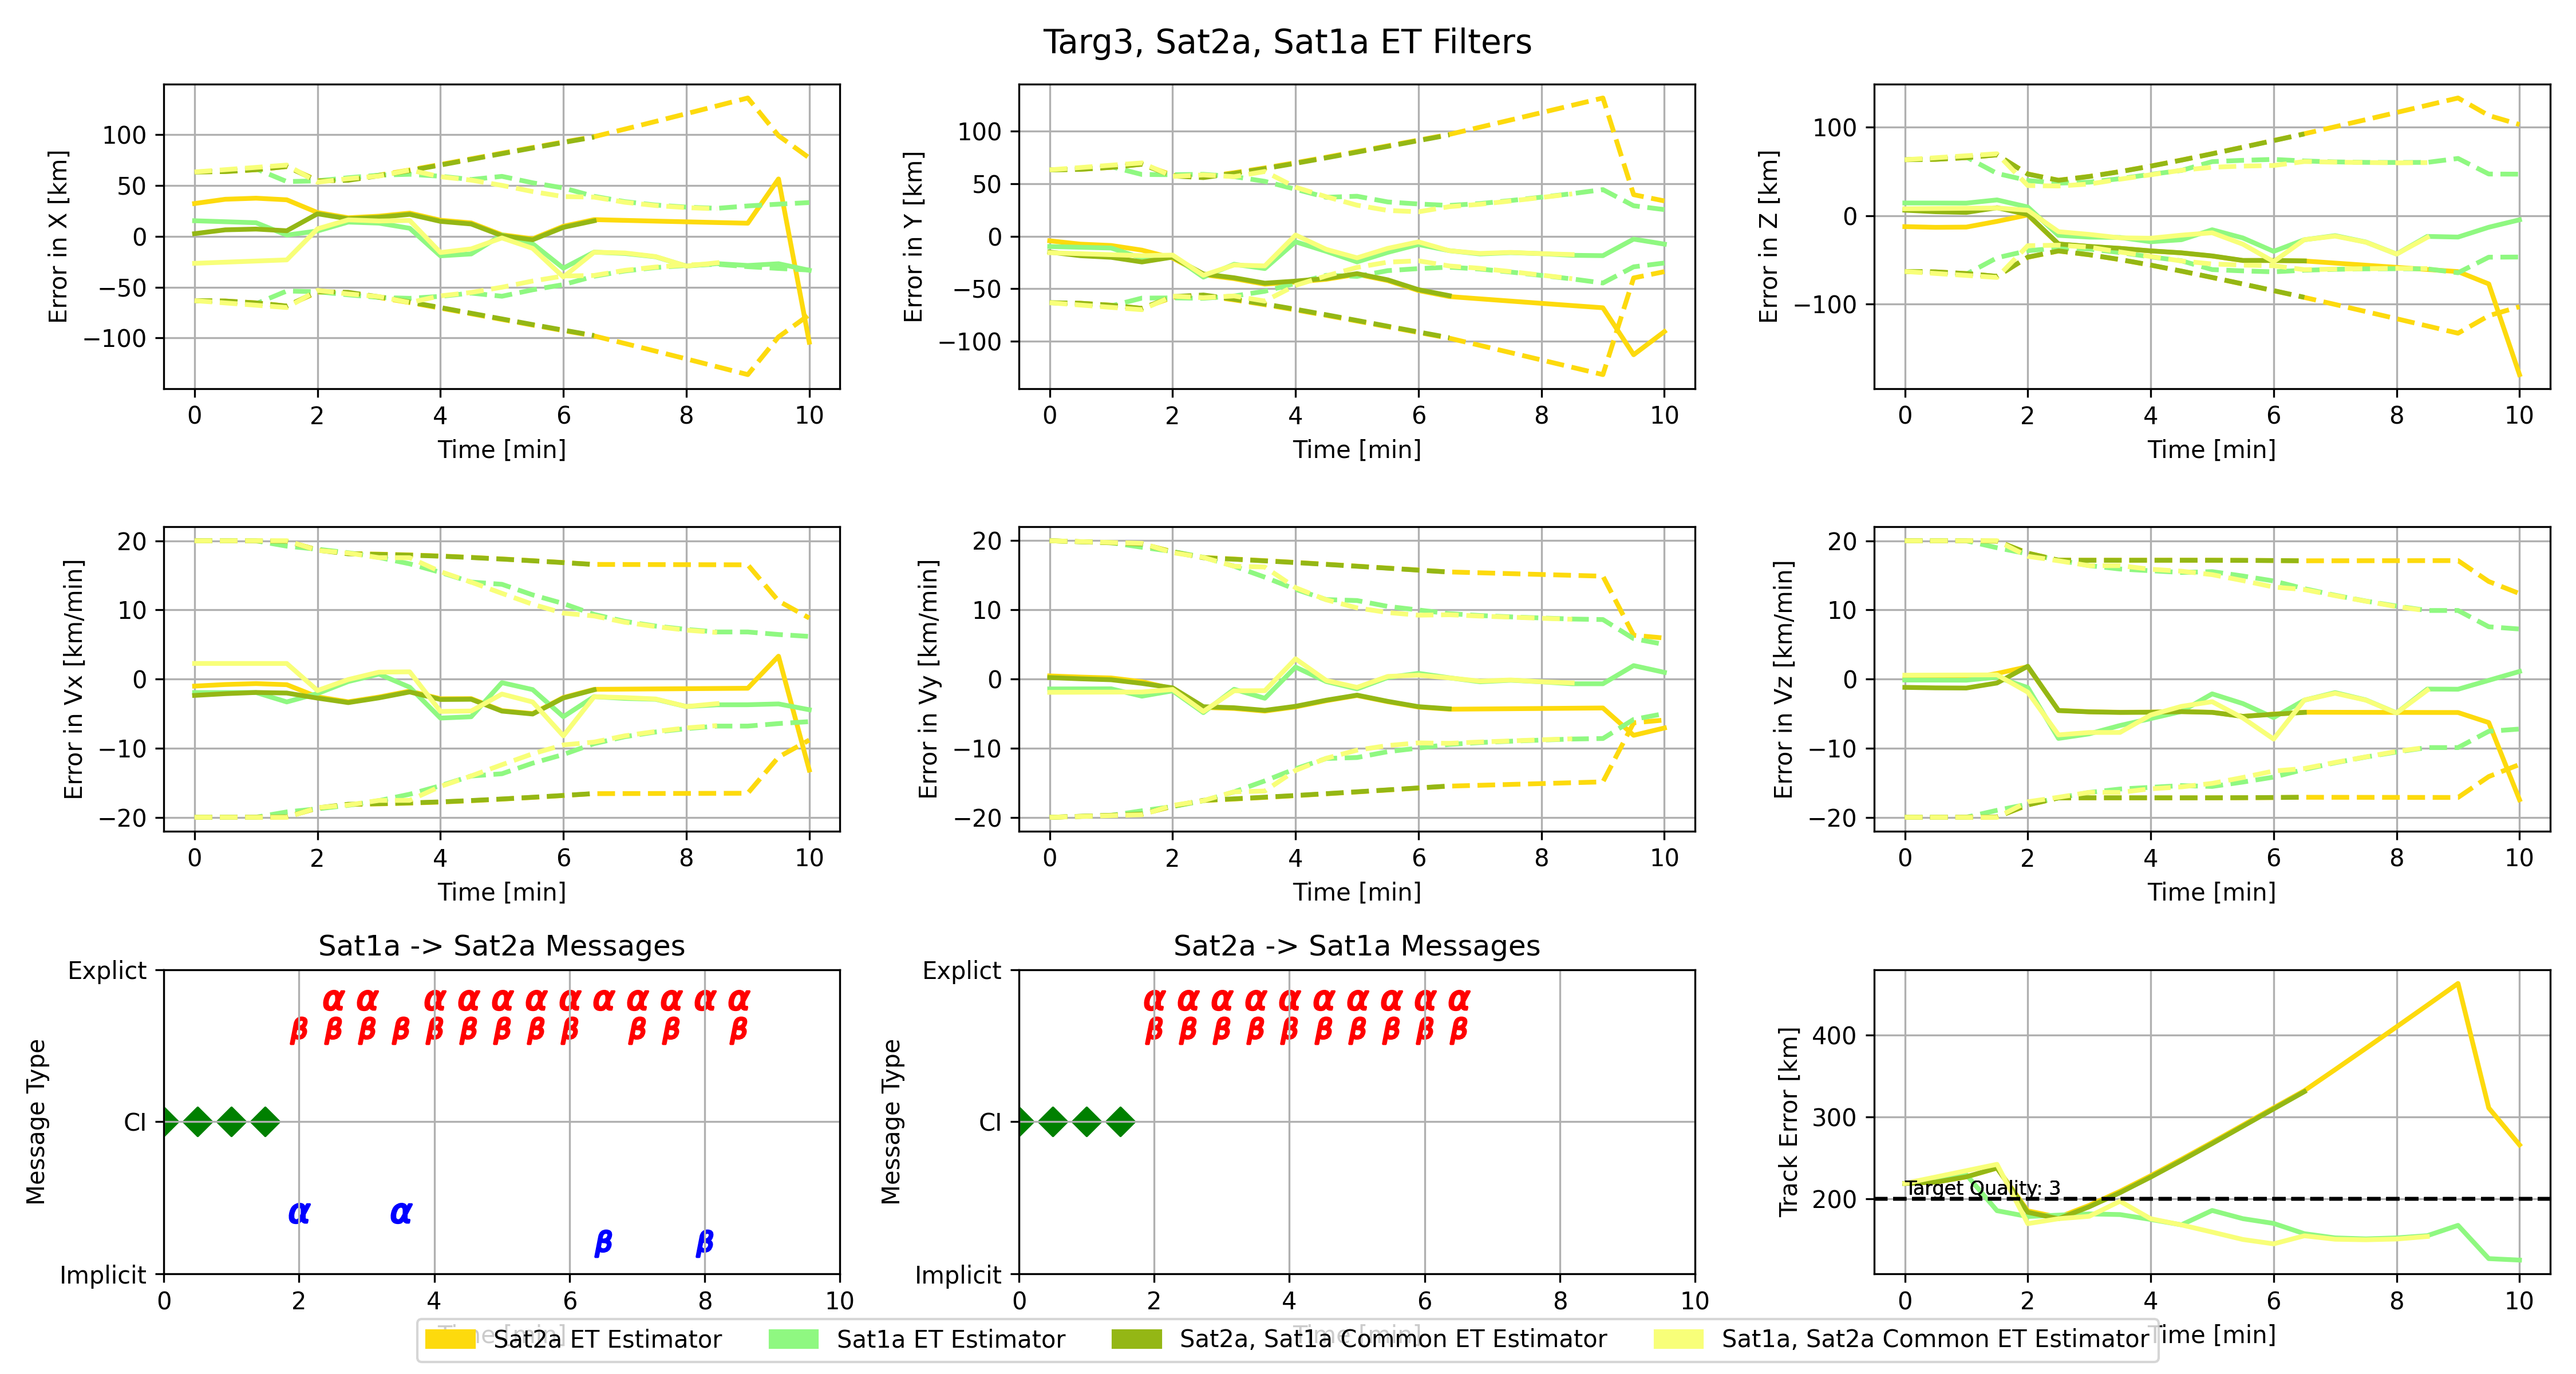 Targ3, Sat2a, Sat1a ET Filters
Error in X [km]
100
50
0
−50
−100
0 2 4 6 8 10
Time [min]
Error in Y [km]
100
50
0
−50
−100
0 2 4 6 8 10
Time [min]
Error in Z [km]
100
0
−100
0 2 4 6 8 10
Time [min]
Error in Vx [km/min]
20
10
0
−10
−20
0 2 4 6 8 10
Time [min]
Error in Vy [km/min]
20
10
0
−10
−20
0 2 4 6 8 10
Time [min]
Error in Vz [km/min]
20
10
0
−10
−20
0 2 4 6 8 10
Time [min]
Sat1a -> Sat2a Messages
Message Type
Explict
α α α α α α α α α α α α
β β β β β β β β β β β β
CI
α α
β β
Implicit
0 2 4 6 8 10
Time [min]
Sat2a -> Sat1a Messages
Message Type
Explict
α α α α α α α α α α
β β β β β β β β β β
CI
Implicit
0 2 4 6 8 10
Time [min]
Track Error [km]
400
300
200
Target Quality: 3
0 2 4 6 8 10
Time [min]
Sat2a ET Estimator
Sat1a ET Estimator
Sat2a, Sat1a Common ET Estimator
Sat1a, Sat2a Common ET Estimator